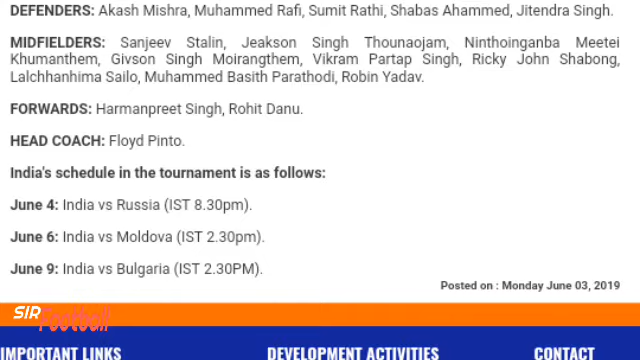 DEFENDERS: Akash Mishra, Muhammed Rafi, Sumit Rathi, Shabas Ahammed, Jitendra Singh.
MIDFIELDERS: Sanjeev Stalin, Jeakson Singh Thounaojam, Ninthoinganba Meetei
Khumanthem, Givson Singh Moirangthem, Vikram Partap Singh, Ricky John Shabong,
Lalchhanhima Sailo, Muhammed Basith Parathodi, Robin Yadav.
FORWARDS: Harmanpreet Singh, Rohit Danu.
HEAD COACH: Floyd Pinto.
India's schedule in the tournament is as follows:
June 4: India vs Russia (IST 8.30pm).
June 6: India vs Moldova (IST 2.30pm).
June 9: India vs Bulgaria (IST 2.30PM).
Posted on : Monday June 03, 2019
SIR Football
IMPORTANT LINKS DEVELOPMENT ACTIVITIES CONTACT